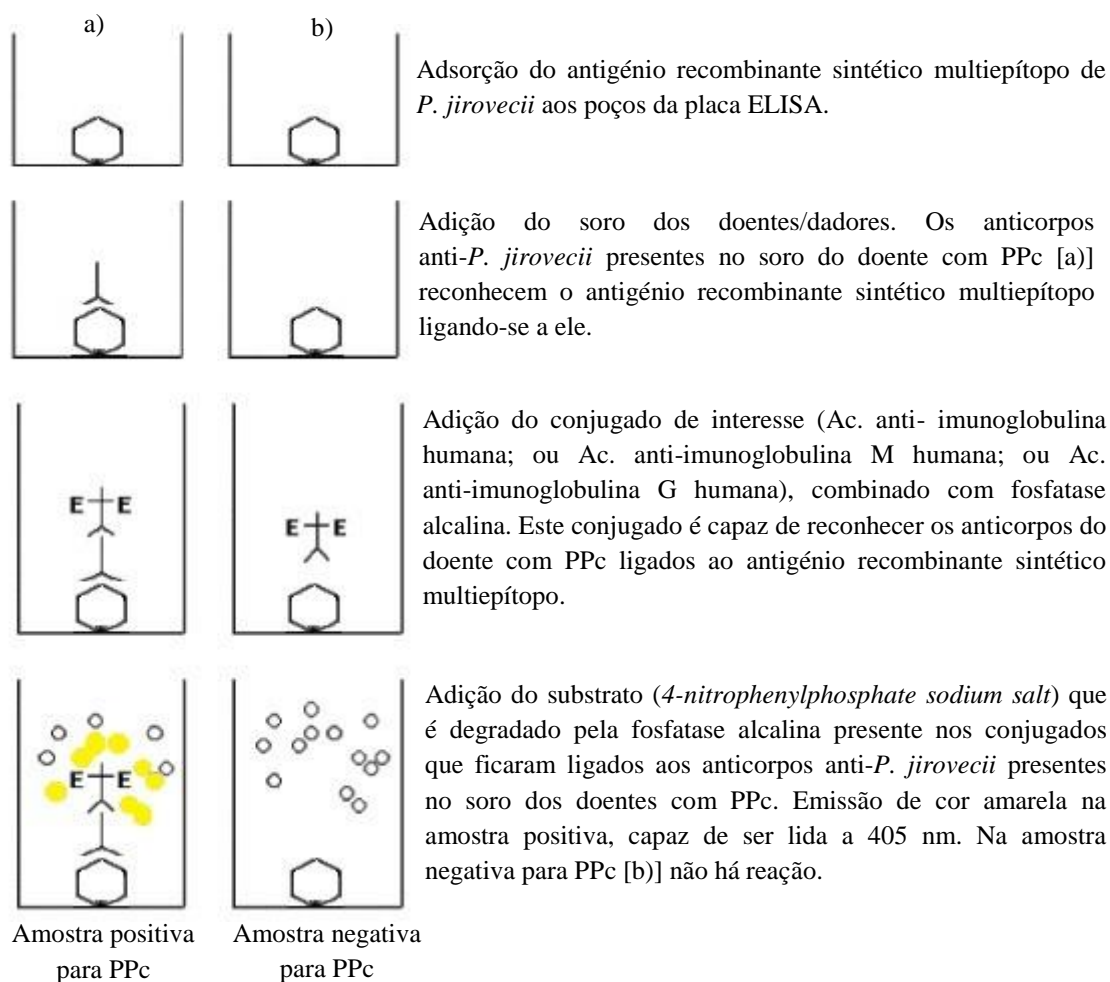 a) b)
Adsorção do antigénio recombinante sintético multiepítopo de
P. jirovecii aos poços da placa ELISA.
Adição do soro dos doentes/dadores. Os anticorpos
anti-P. jirovecii presentes no soro do doente com PPc [a)]
reconhecem o antigénio recombinante sintético multiepítopo
ligando-se a ele.
Adição do conjugado de interesse (Ac. anti- imunoglobulina
humana; ou Ac. anti-imunoglobulina M humana; ou Ac.
anti-imunoglobulina G humana), combinado com fosfatase
alcalina. Este conjugado é capaz de reconhecer os anticorpos do
doente com PPc ligados ao antigénio recombinante sintético
multiepítopo.
E E E E
Adição do substrato (4-nitrophenylphosphate sodium salt) que
é degradado pela fosfatase alcalina presente nos conjugados
que ficaram ligados aos anticorpos anti-P. jirovecii presentes
no soro dos doentes com PPc. Emissão de cor amarela na
amostra positiva, capaz de ser lida a 405 nm. Na amostra
negativa para PPc [b)] não há reação.
E E
Amostra positiva
para PPc
Amostra negativa
para PPc